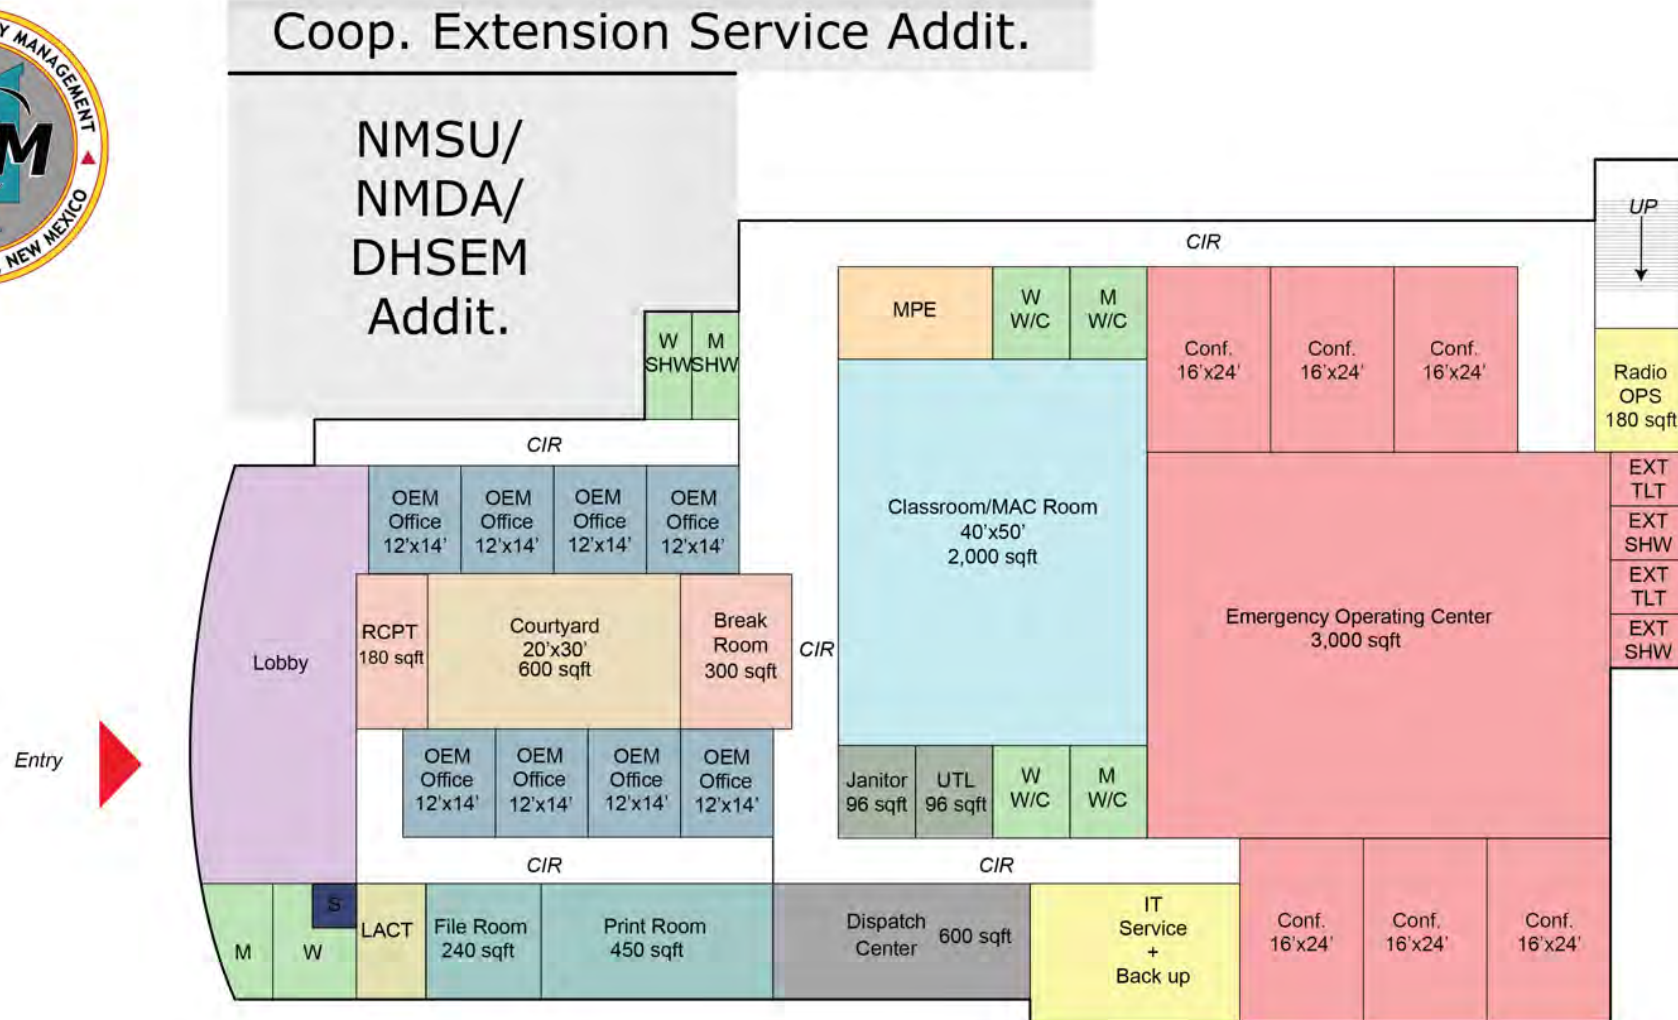 Coop. Extension Service Addit.
MANAGEMENT
M
NEW MEXICO
NMSU/
NMDA/
DHSEM
Addit.
UP
CIR
MPE
W
W/C
M
W/C
Conf.
16'x24'
Conf.
16'x24'
Conf.
16'x24'
Radio
OPS
180 sqft
W
SHW
M
SHW
CIR
OEM
Office
12'x14'
OEM
Office
12'x14'
OEM
Office
12'x14'
OEM
Office
12'x14'
Classroom/MAC Room
40'x50'
2,000 sqft
EXT
TLT
EXT
SHW
EXT
TLT
EXT
SHW
Lobby
RCPT
180 sqft
Courtyard
20'x30'
600 sqft
Break
Room
300 sqft
CIR
Emergency Operating Center
3,000 sqft
Entry
OEM
Office
12'x14'
OEM
Office
12'x14'
OEM
Office
12'x14'
OEM
Office
12'x14'
Janitor
96 sqft
UTL
96 sqft
W
W/C
M
W/C
CIR
CIR
M
W
S
LACT
File Room
240 sqft
Print Room
450 sqft
Dispatch
Center
600 sqft
IT
Service
+
Back up
Conf.
16'x24'
Conf.
16'x24'
Conf.
16'x24'